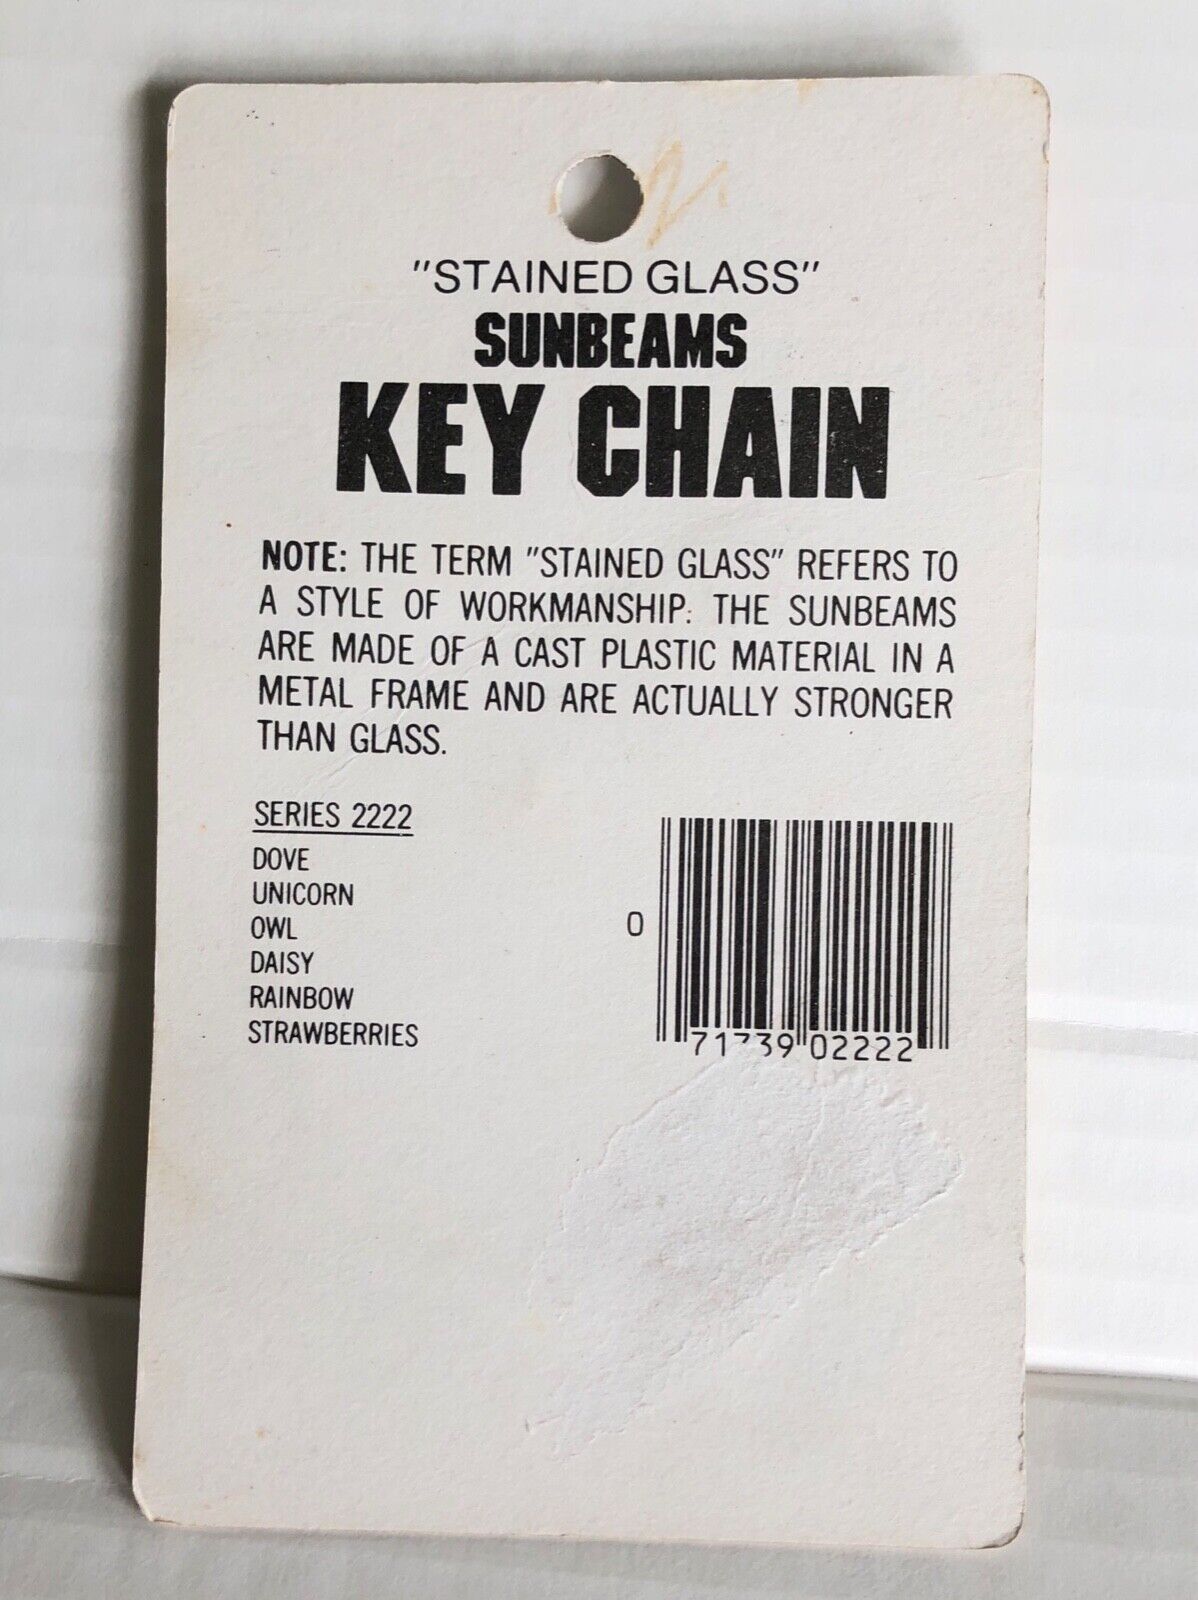 "STAINED GLASS"
SUNBEAMS
KEY CHAIN
NOTE: THE TERM "STAINED GLASS" REFERS TO
A STYLE OF WORKMANSHIP. THE SUNBEAMS
ARE MADE OF A CAST PLASTIC MATERIAL IN A
METAL FRAME AND ARE ACTUALLY STRONGER
THAN GLASS.
SERIES 2222
DOVE
UNICORN
OWL
DAISY
RAINBOW
STRAWBERRIES
0
71739 02222